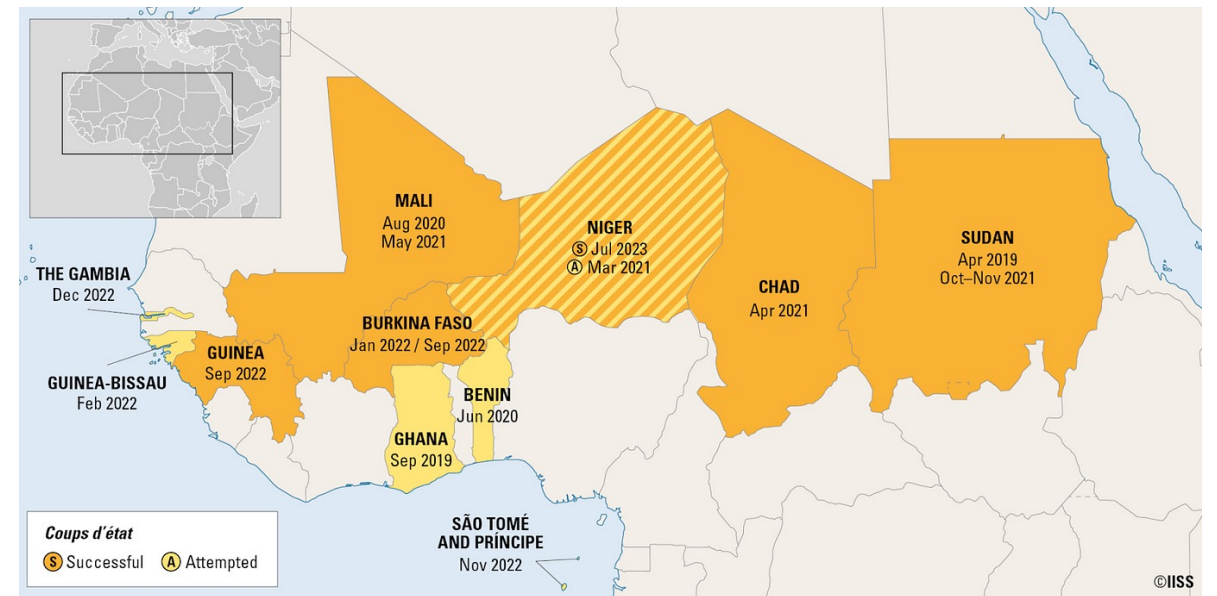 MALI
Aug 2020
May 2021
NIGER
S Jul 2023
A Mar 2021
SUDAN
Apr 2019
Oct–Nov 2021
CHAD
Apr 2021
THE GAMBIA
Dec 2022
BURKINA FASO
Jan 2022 / Sep 2022
GUINEA
Sep 2022
GUINEA-BISSAU
Feb 2022
BENIN
Jun 2020
GHANA
Sep 2019
SÃO TOMÉ
AND PRÍNCIPE
Nov 2022
Coups d’état
S Successful A Attempted
©IISS